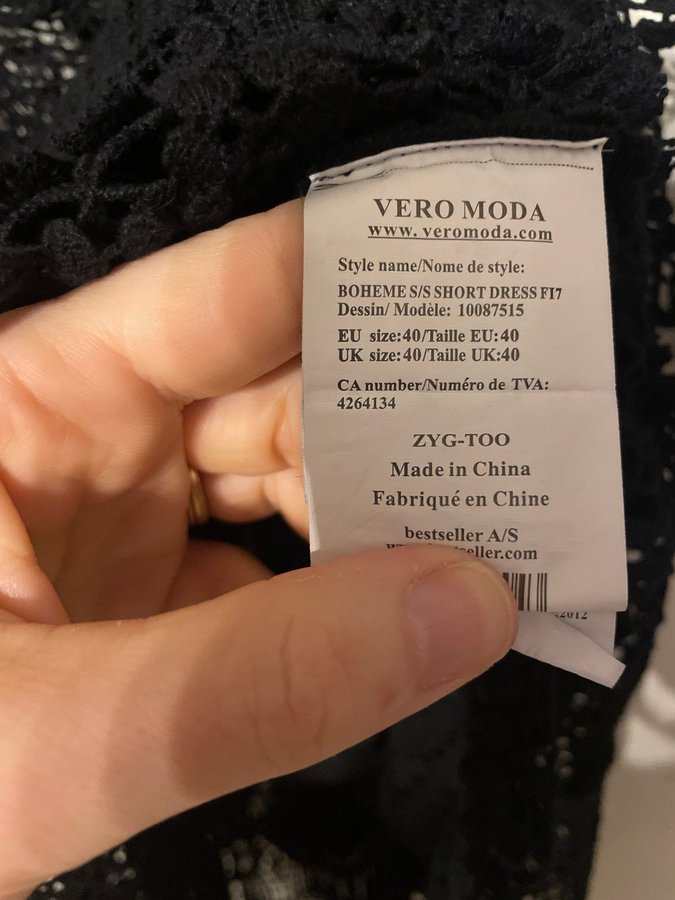 VERO MODA
www.veromoda.com
Style name/Nome de style:
BOHEME S/S SHORT DRESS FI7
Dessin/ Modèle: 10087515
EU size:40/Taille EU:40
UK size:40/Taille UK:40
CA number/Numéro de TVA:
4264134
ZYG-TOO
Made in China
Fabriqué en Chine
bestseller A/S